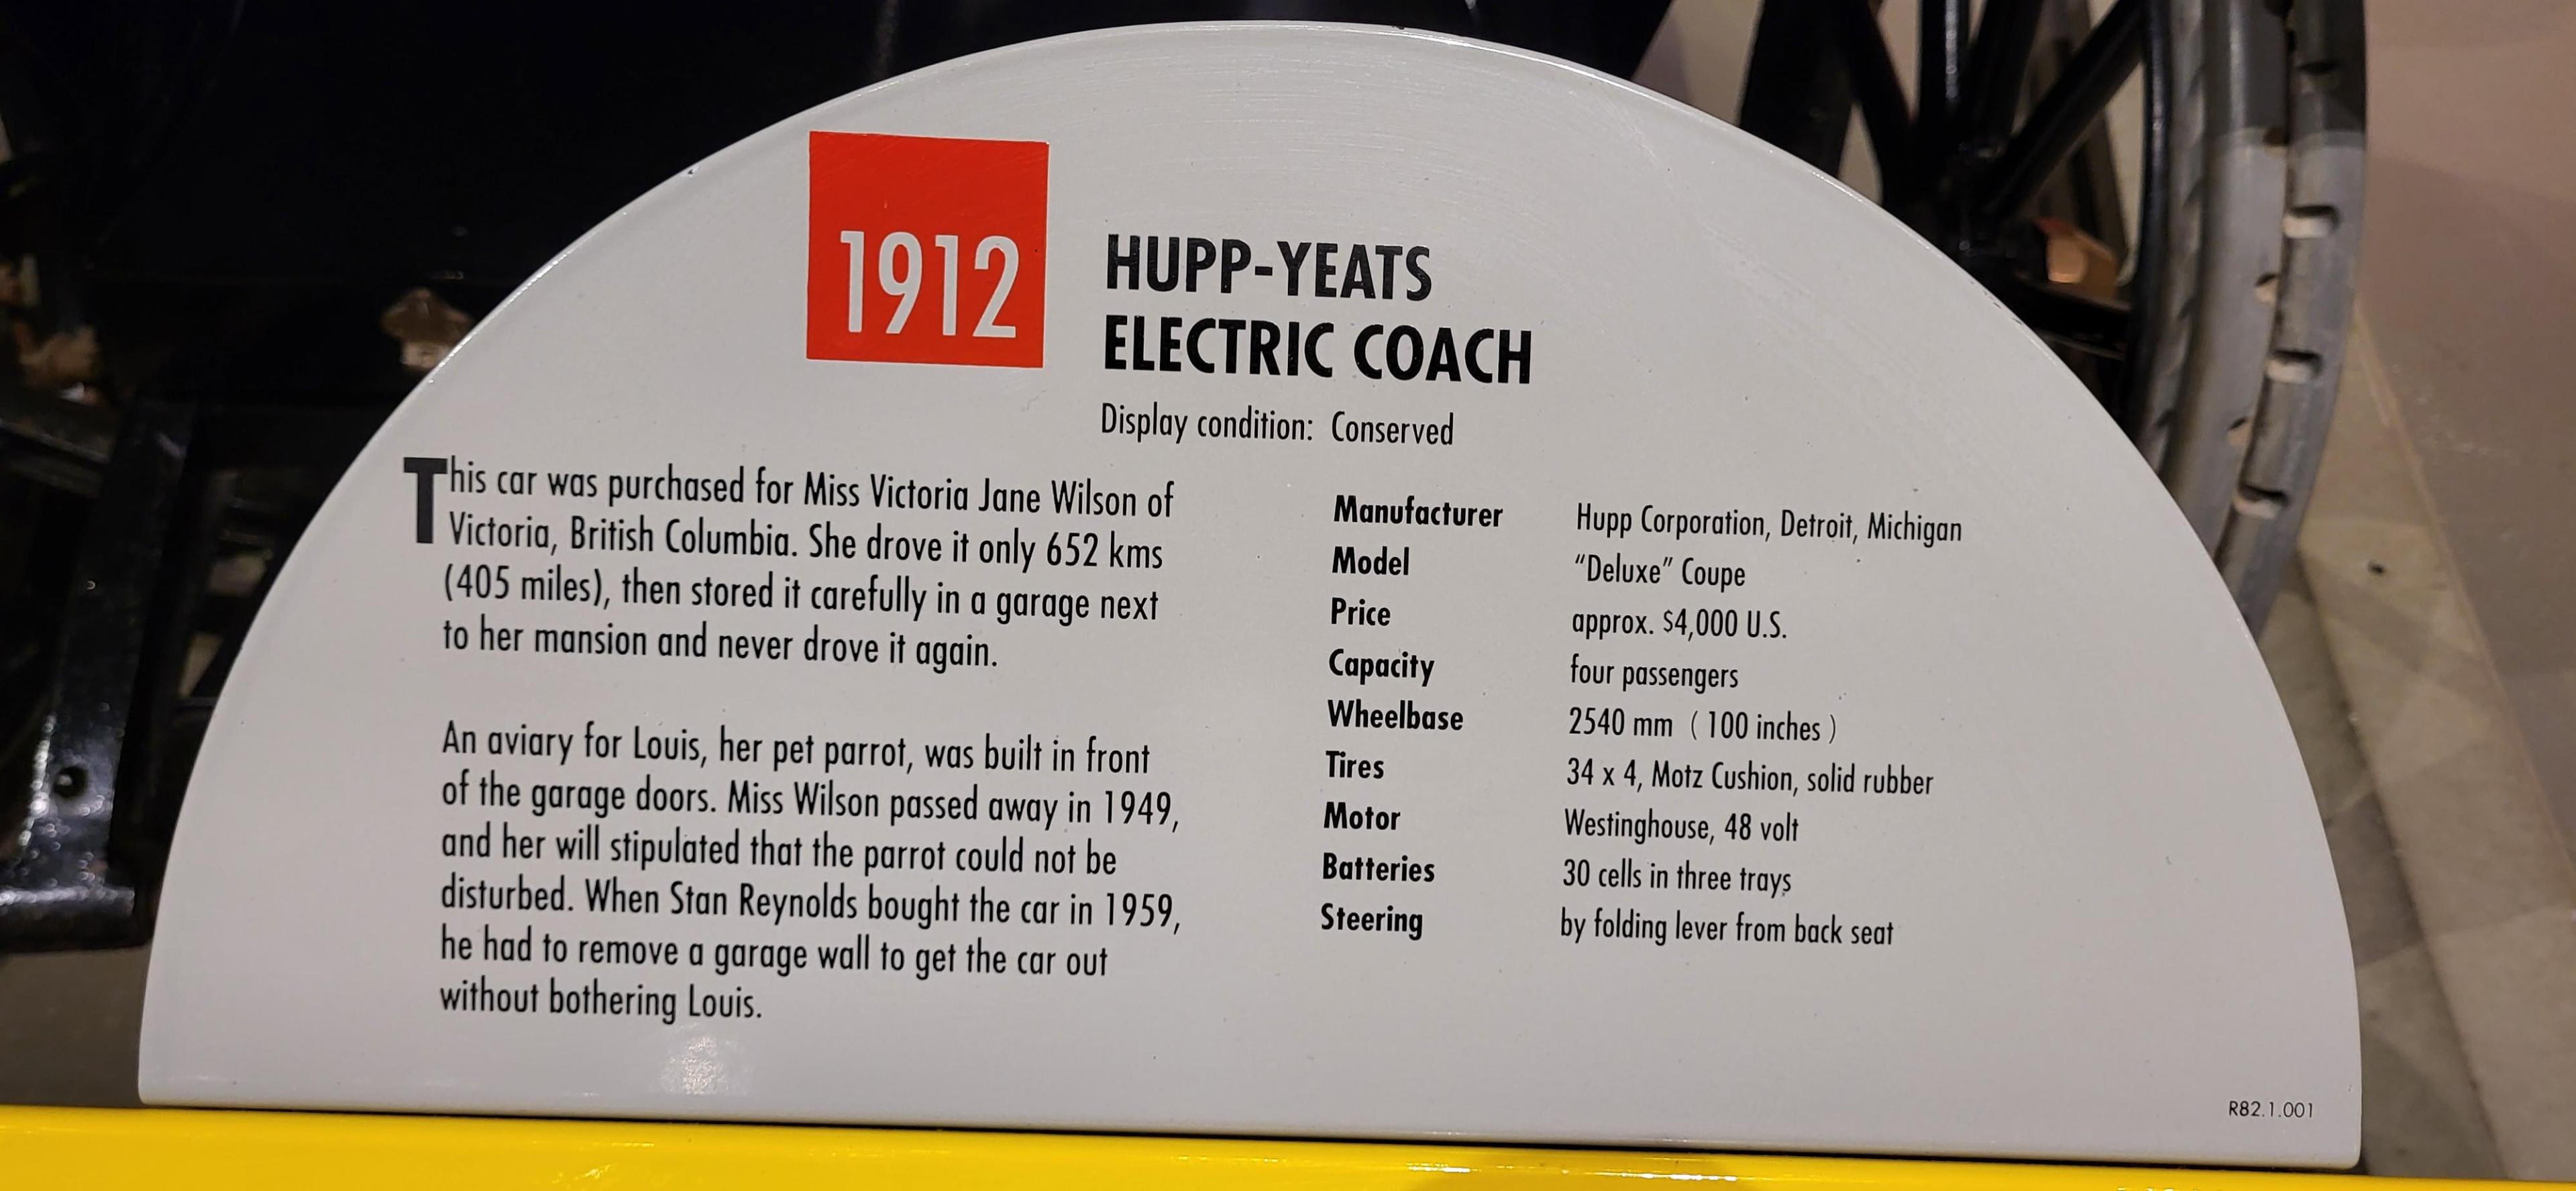 1912
HUPP-YEATS
ELECTRIC COACH
Display condition: Conserved
This car was purchased for Miss Victoria Jane Wilson of
Victoria, British Columbia. She drove it only 652 kms
(405 miles), then stored it carefully in a garage next
to her mansion and never drove it again.
An aviary for Louis, her pet parrot, was built in front
of the garage doors. Miss Wilson passed away in 1949,
and her will stipulated that the parrot could not be
disturbed. When Stan Reynolds bought the car in 1959,
he had to remove a garage wall to get the car out
without bothering Louis.
Manufacturer Hupp Corporation, Detroit, Michigan
Model "Deluxe" Coupe
Price approx. $4,000 U.S.
Capacity four passengers
Wheelbase 2540 mm ( 100 inches )
Tires 34 x 4, Motz Cushion, solid rubber
Motor Westinghouse, 48 volt
Batteries 30 cells in three trays
Steering by folding lever from back seat
R82.1.001